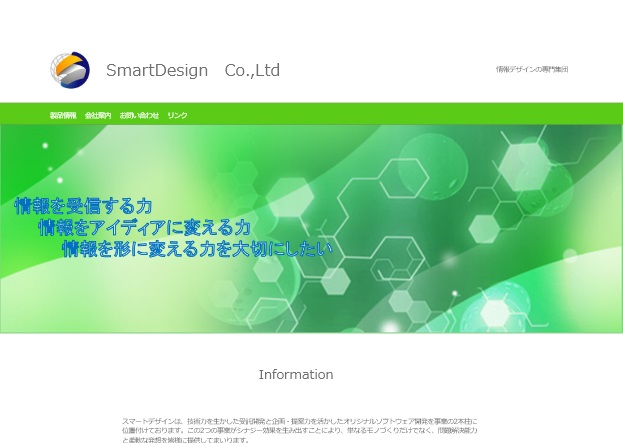 SmartDesign　Co.,Ltd
情報デザインの専門集団
製品情報　会社案内　お問い合わせ　リンク
情報を受信する力
情報をアイディアに変える力
情報を形に変える力を大切にしたい
Information
スマートデザインは、技術力を生かした受託開発と企画・提案力を活かしたオリジナルソフトウェア開発を事業の2本柱に
位置付けております。この2つの事業がシナジー効果を生み出すことにより、単なるモノづくりだけでなく、問題解決能力
と柔軟な発想を皆様に提供してまいります。